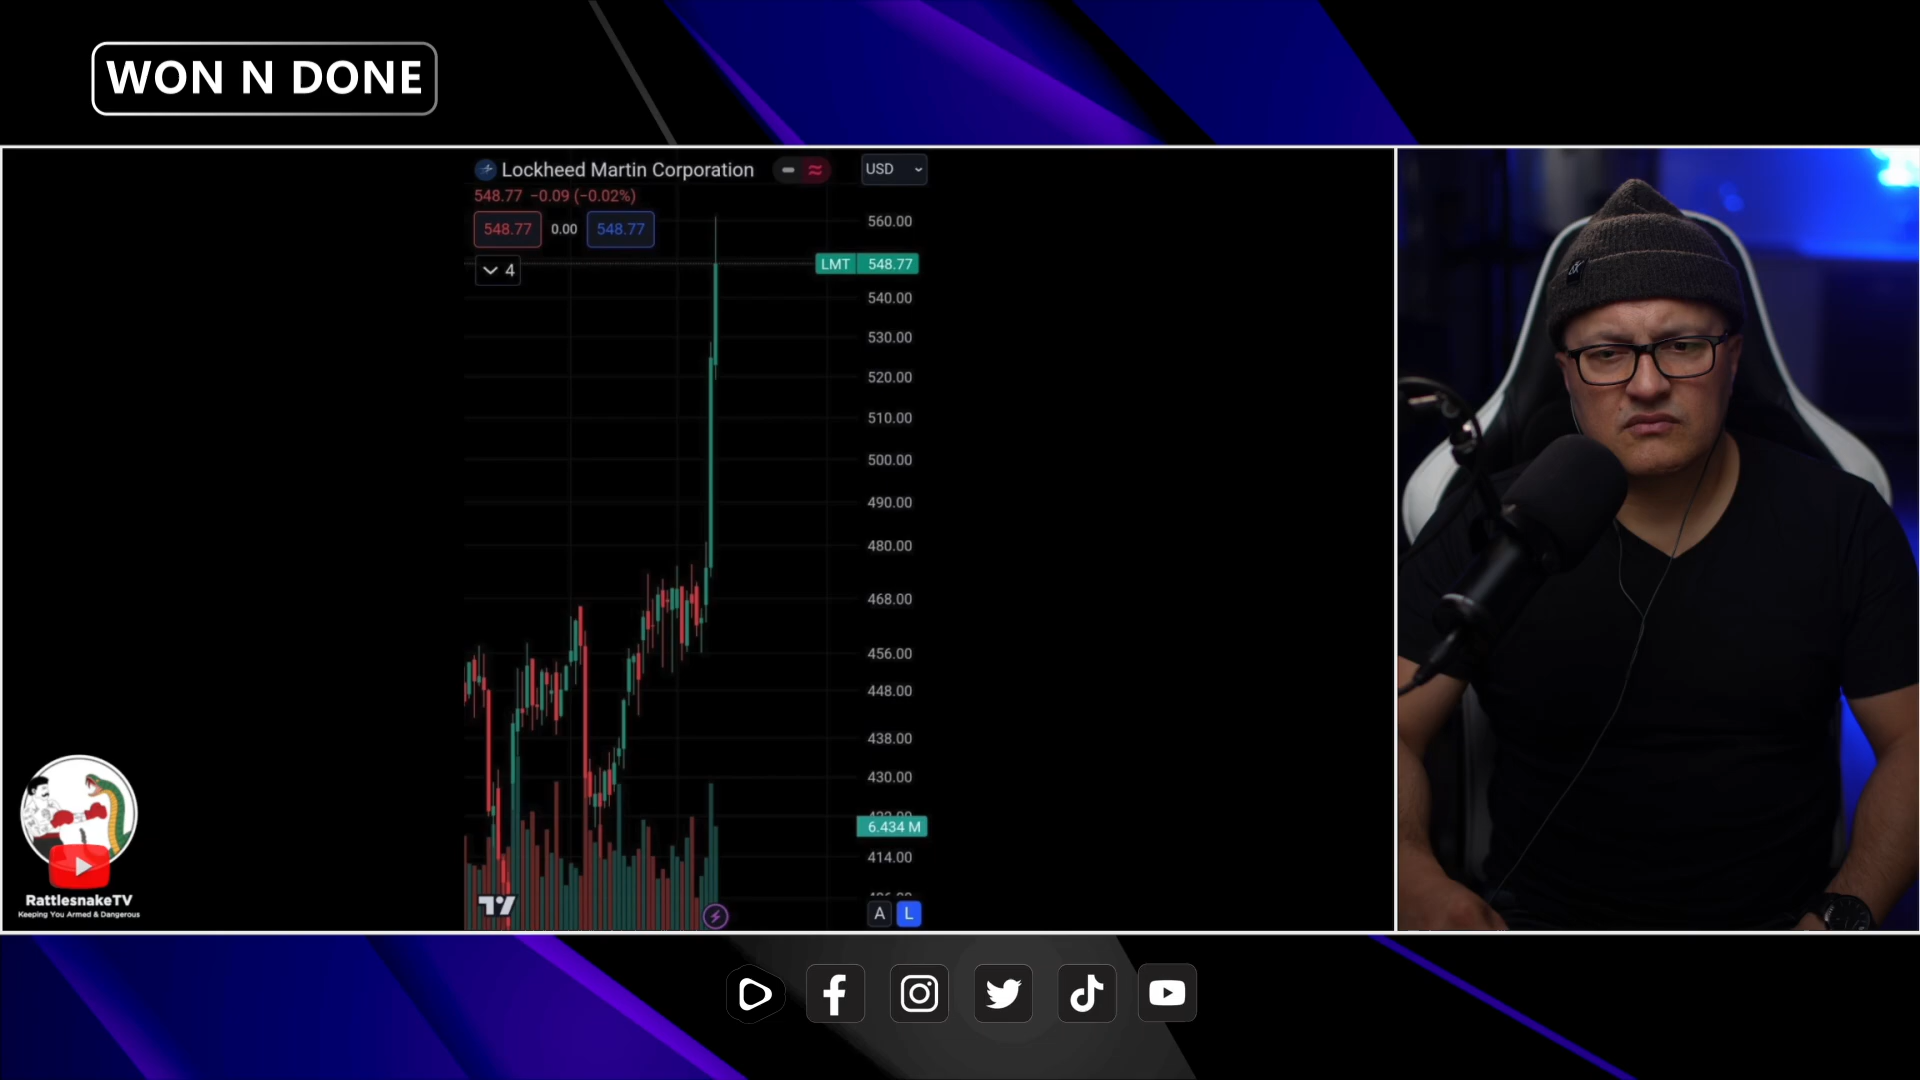 WON N DONE
Lockheed Martin Corporation
USD
548.77 −0.09 (−0.02%)
548.77 0.00 548.77
4
560.00
LMT 548.77
540.00
530.00
520.00
510.00
500.00
490.00
480.00
468.00
456.00
448.00
438.00
430.00
6.434 M
414.00
A L
RattlesnakeTV
Keeping You Armed & Dangerous